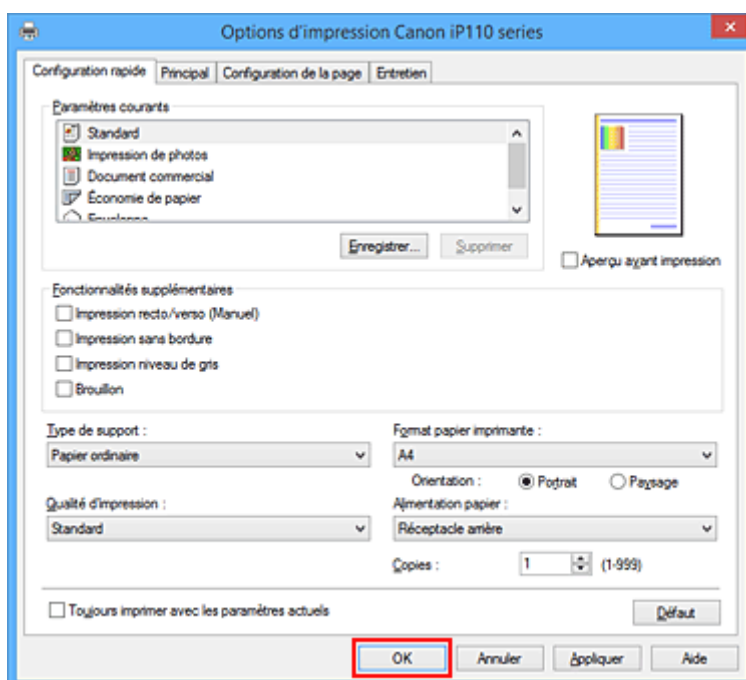 Options d'impression Canon iP110 series
Configuration rapide Principal Configuration de la page Entretien
Paramètres courants
Standard
Impression de photos
Document commercial
Économie de papier
Enregistrer... Supprimer
Aperçu avant impression
Fonctionnalités supplémentaires
Impression recto/verso (Manuel)
Impression sans bordure
Impression niveau de gris
Brouillon
Type de support :
Papier ordinaire
Format papier imprimante :
A4
Orientation : Portrait Paysage
Qualité d'impression :
Standard
Alimentation papier :
Réceptacle arrière
Copies : 1 (1-999)
Toujours imprimer avec les paramètres actuels
Défaut
OK Annuler Appliquer Aide